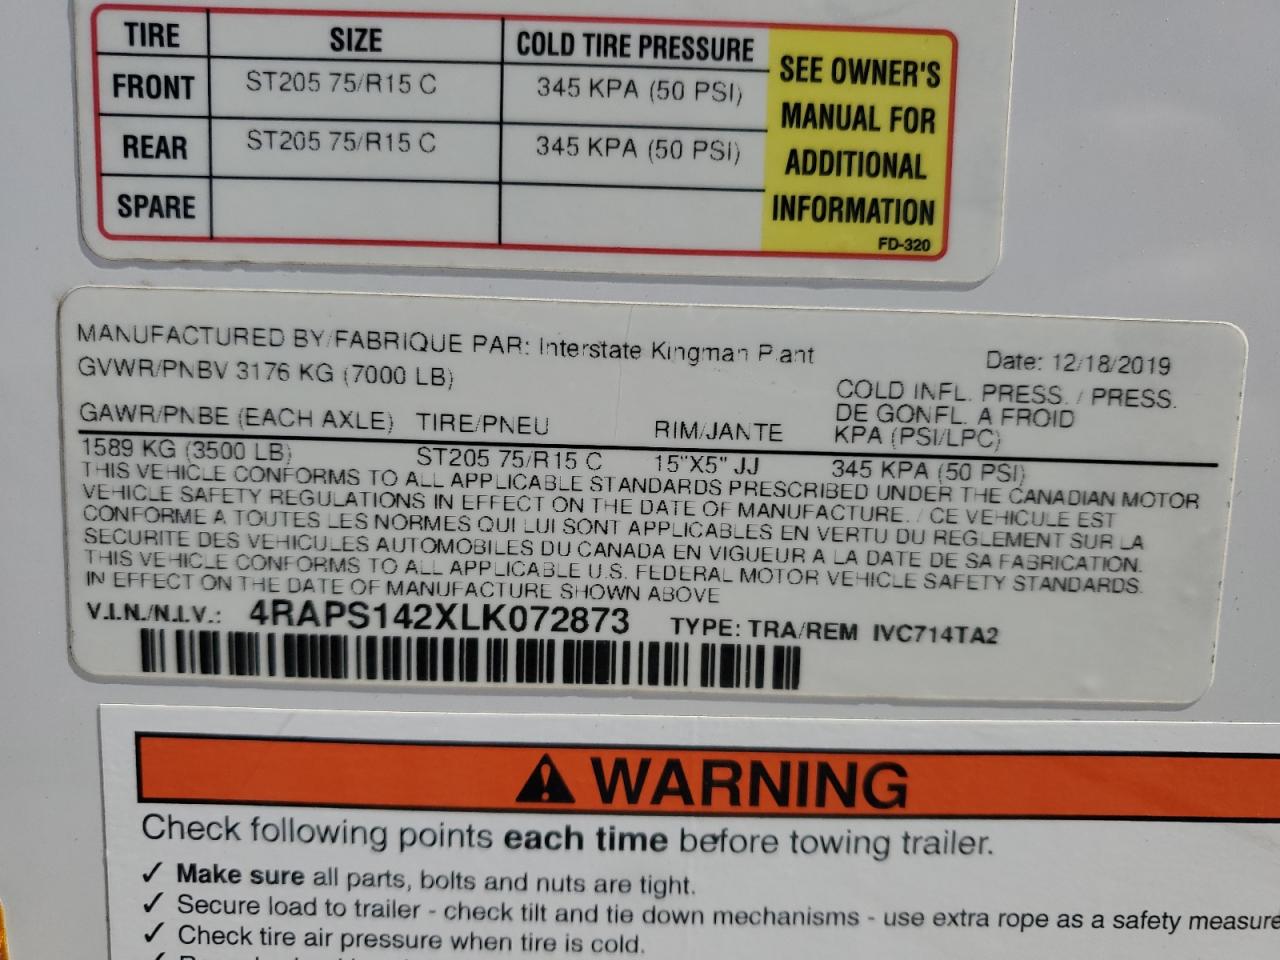 TIRE SIZE COLD TIRE PRESSURE SEE OWNER'S MANUAL FOR ADDITIONAL INFORMATION
FRONT ST205 75/R15 C 345 KPA (50 PSI)
REAR ST205 75/R15 C 345 KPA (50 PSI)
SPARE
FD-320
MANUFACTURED BY/FABRIQUE PAR: Interstate Kingman Plant Date: 12/18/2019
GVWR/PNBV 3176 KG (7000 LB)
COLD INFL. PRESS. / PRESS.
DE GONFL. A FROID
GAWR/PNBE (EACH AXLE) TIRE/PNEU RIM/JANTE KPA (PSI/LPC)
1589 KG (3500 LB) ST205 75/R15 C 15"X5" JJ 345 KPA (50 PSI)
THIS VEHICLE CONFORMS TO ALL APPLICABLE STANDARDS PRESCRIBED UNDER THE CANADIAN MOTOR
VEHICLE SAFETY REGULATIONS IN EFFECT ON THE DATE OF MANUFACTURE. / CE VEHICULE EST
CONFORME A TOUTES LES NORMES QUI LUI SONT APPLICABLES EN VERTU DU REGLEMENT SUR LA
SECURITE DES VEHICULES AUTOMOBILES DU CANADA EN VIGUEUR A LA DATE DE SA FABRICATION.
THIS VEHICLE CONFORMS TO ALL APPLICABLE U.S. FEDERAL MOTOR VEHICLE SAFETY STANDARDS.
IN EFFECT ON THE DATE OF MANUFACTURE SHOWN ABOVE
V.I.N./N.I.V.: 4RAPS142XLK072873 TYPE: TRA/REM IVC714TA2
WARNING
Check following points each time before towing trailer.
✓ Make sure all parts, bolts and nuts are tight.
✓ Secure load to trailer - check tilt and tie down mechanisms - use extra rope as a safety measure
✓ Check tire air pressure when tire is cold.